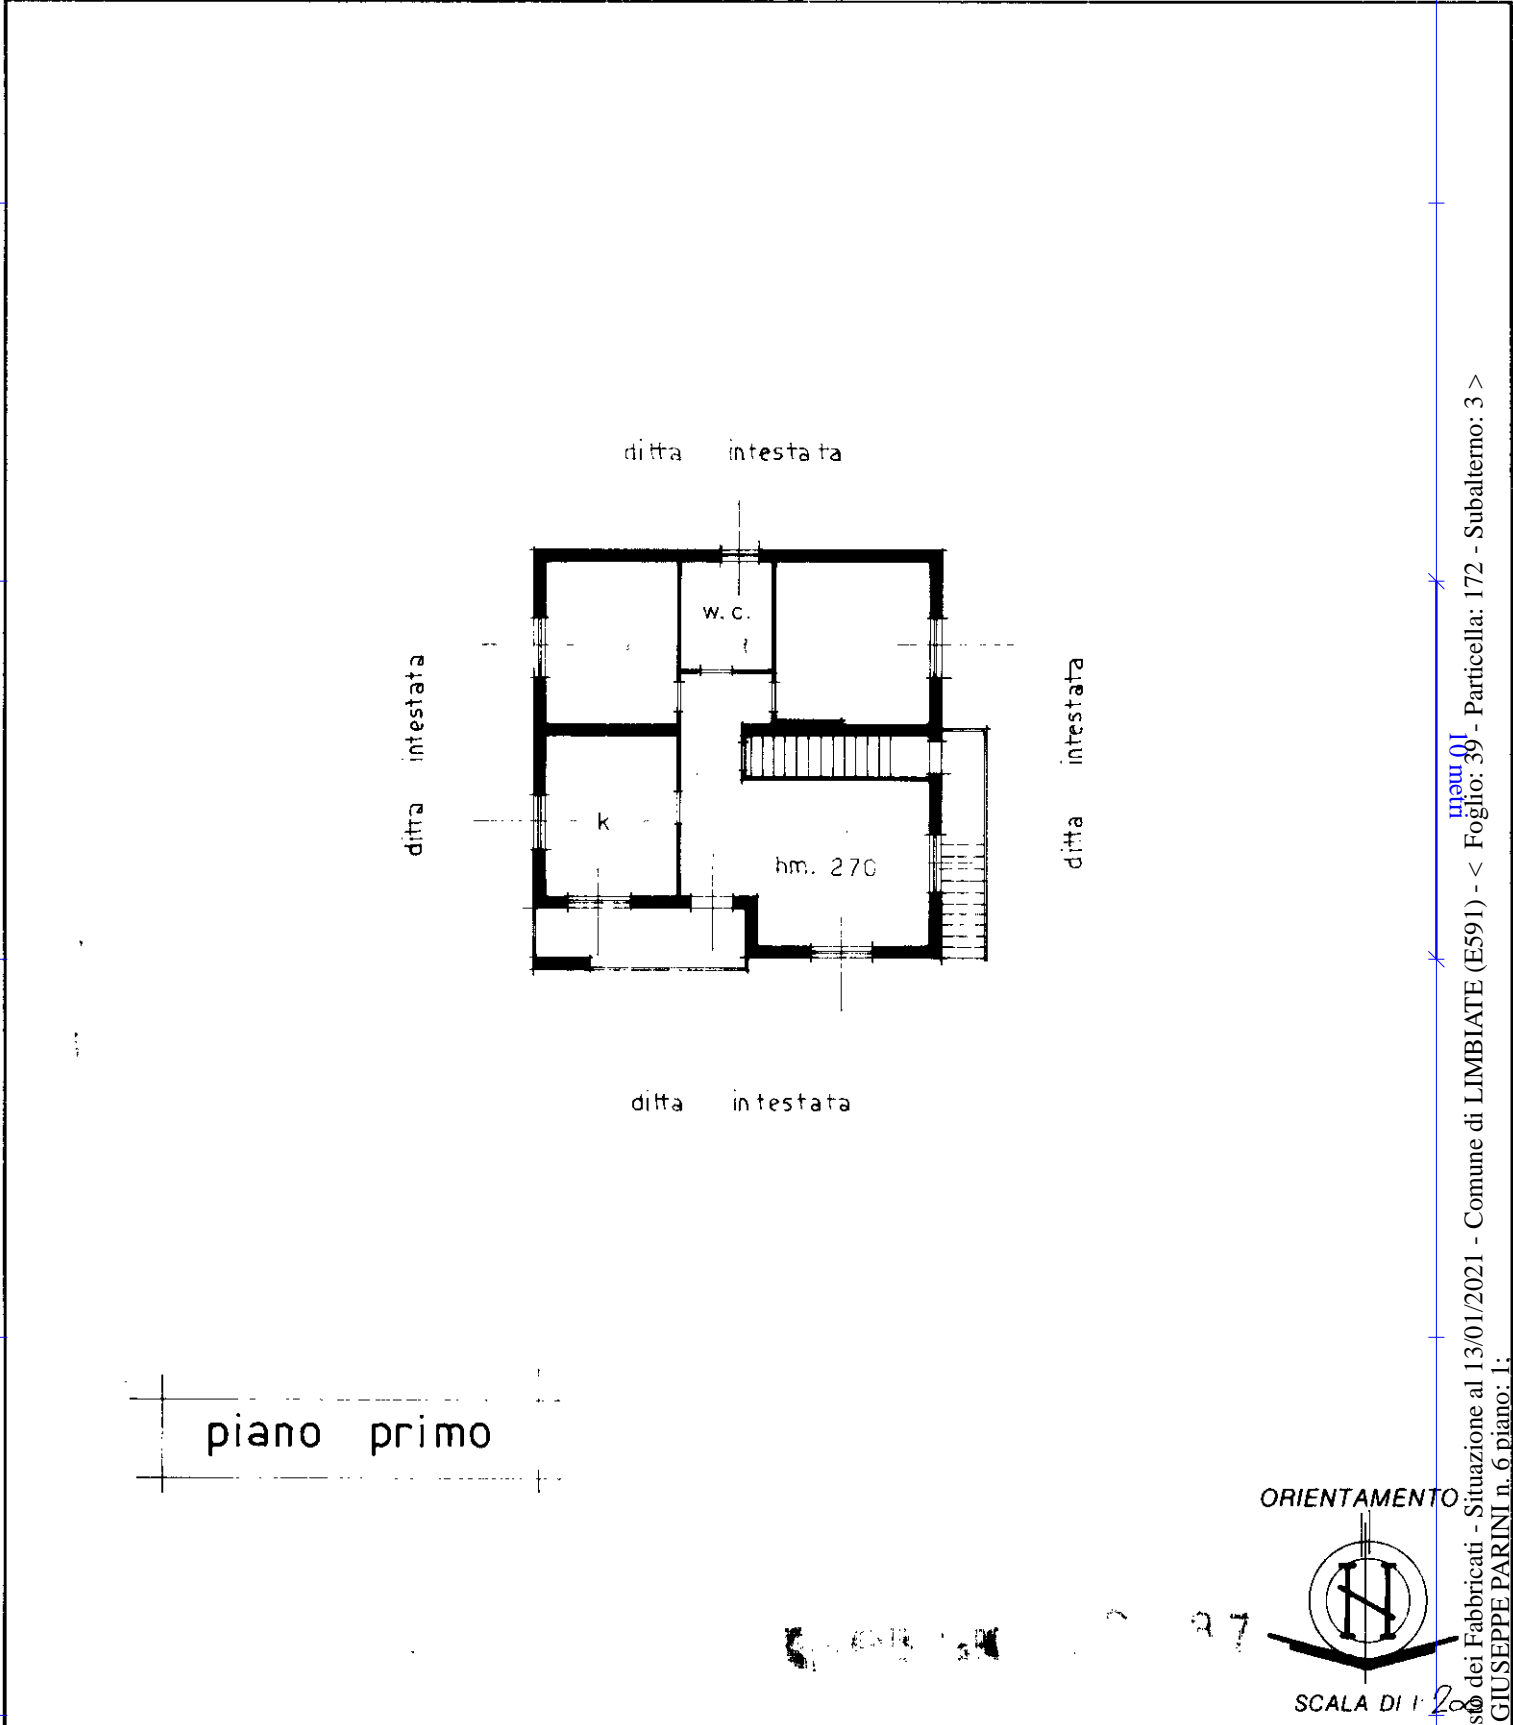 ditta intestata
w.c.
ditta intestata
ditta intestata
k
hm. 270
ditta intestata
piano primo
ORIENTAMENTO
N
SCALA DI 1: 200
10 metri
dei Fabbricati - Situazione al 13/01/2021 - Comune di LIMBIATE (E591) - < Foglio: 39 - Particella: 172 - Subalterno: 3 >
GIUSEPPE PARINI n. 6 piano: 1;